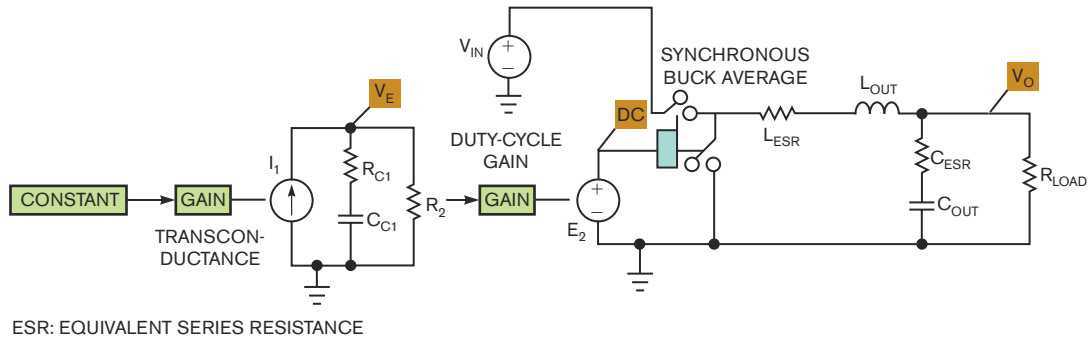 CONSTANT
GAIN
TRANSCON-
DUCTANCE
I1
VE
RC1
CC1
R2
DUTY-CYCLE
GAIN
GAIN
E2
VIN
DC
SYNCHRONOUS
BUCK AVERAGE
LESR
LOUT
VO
CESR
COUT
RLOAD
ESR: EQUIVALENT SERIES RESISTANCE